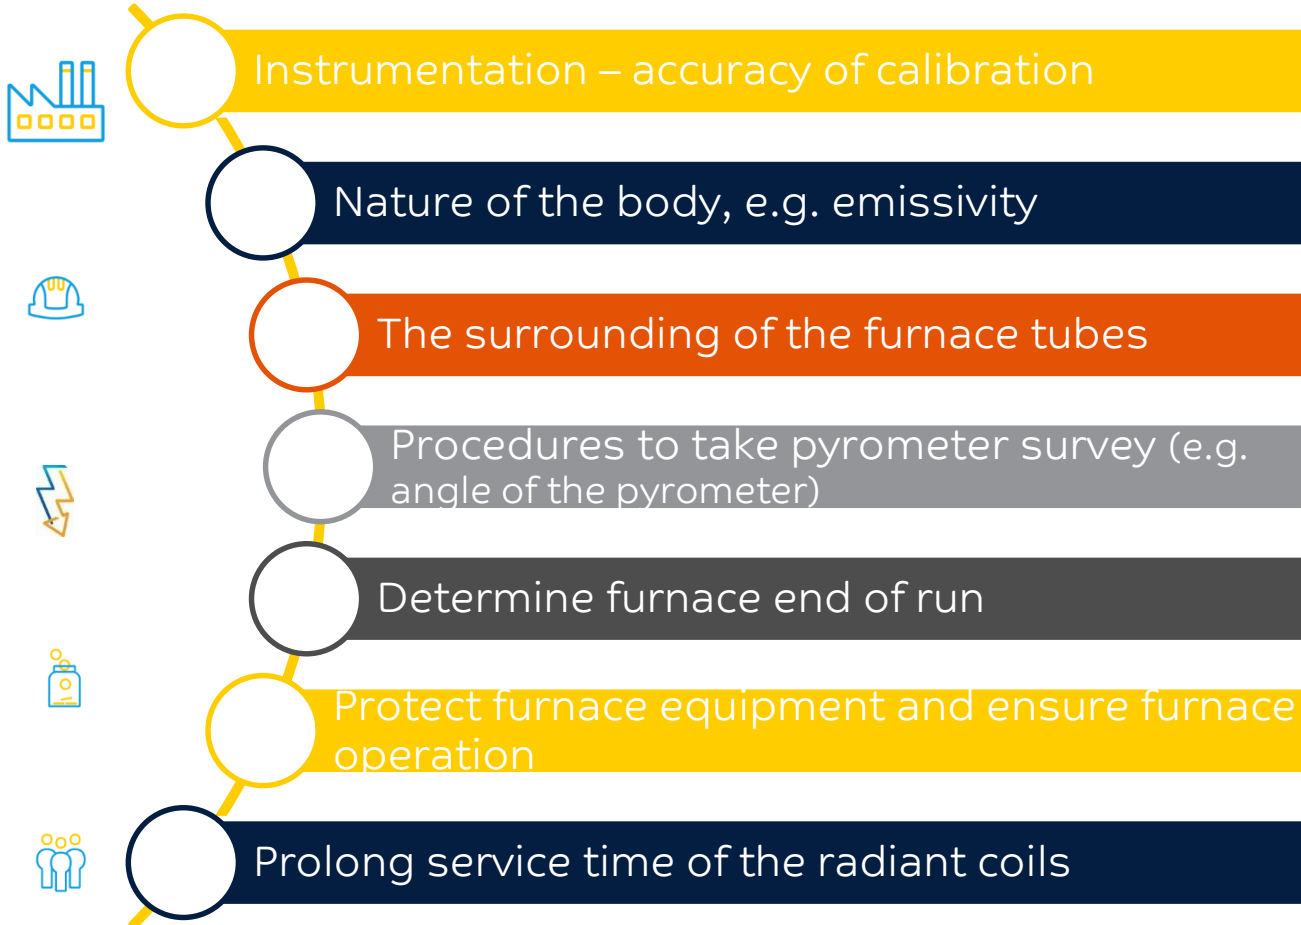 Instrumentation – accuracy of calibration
Nature of the body, e.g. emissivity
The surrounding of the furnace tubes
Procedures to take pyrometer survey (e.g.
angle of the pyrometer)
Determine furnace end of run
Protect furnace equipment and ensure furnace
operation
Prolong service time of the radiant coils